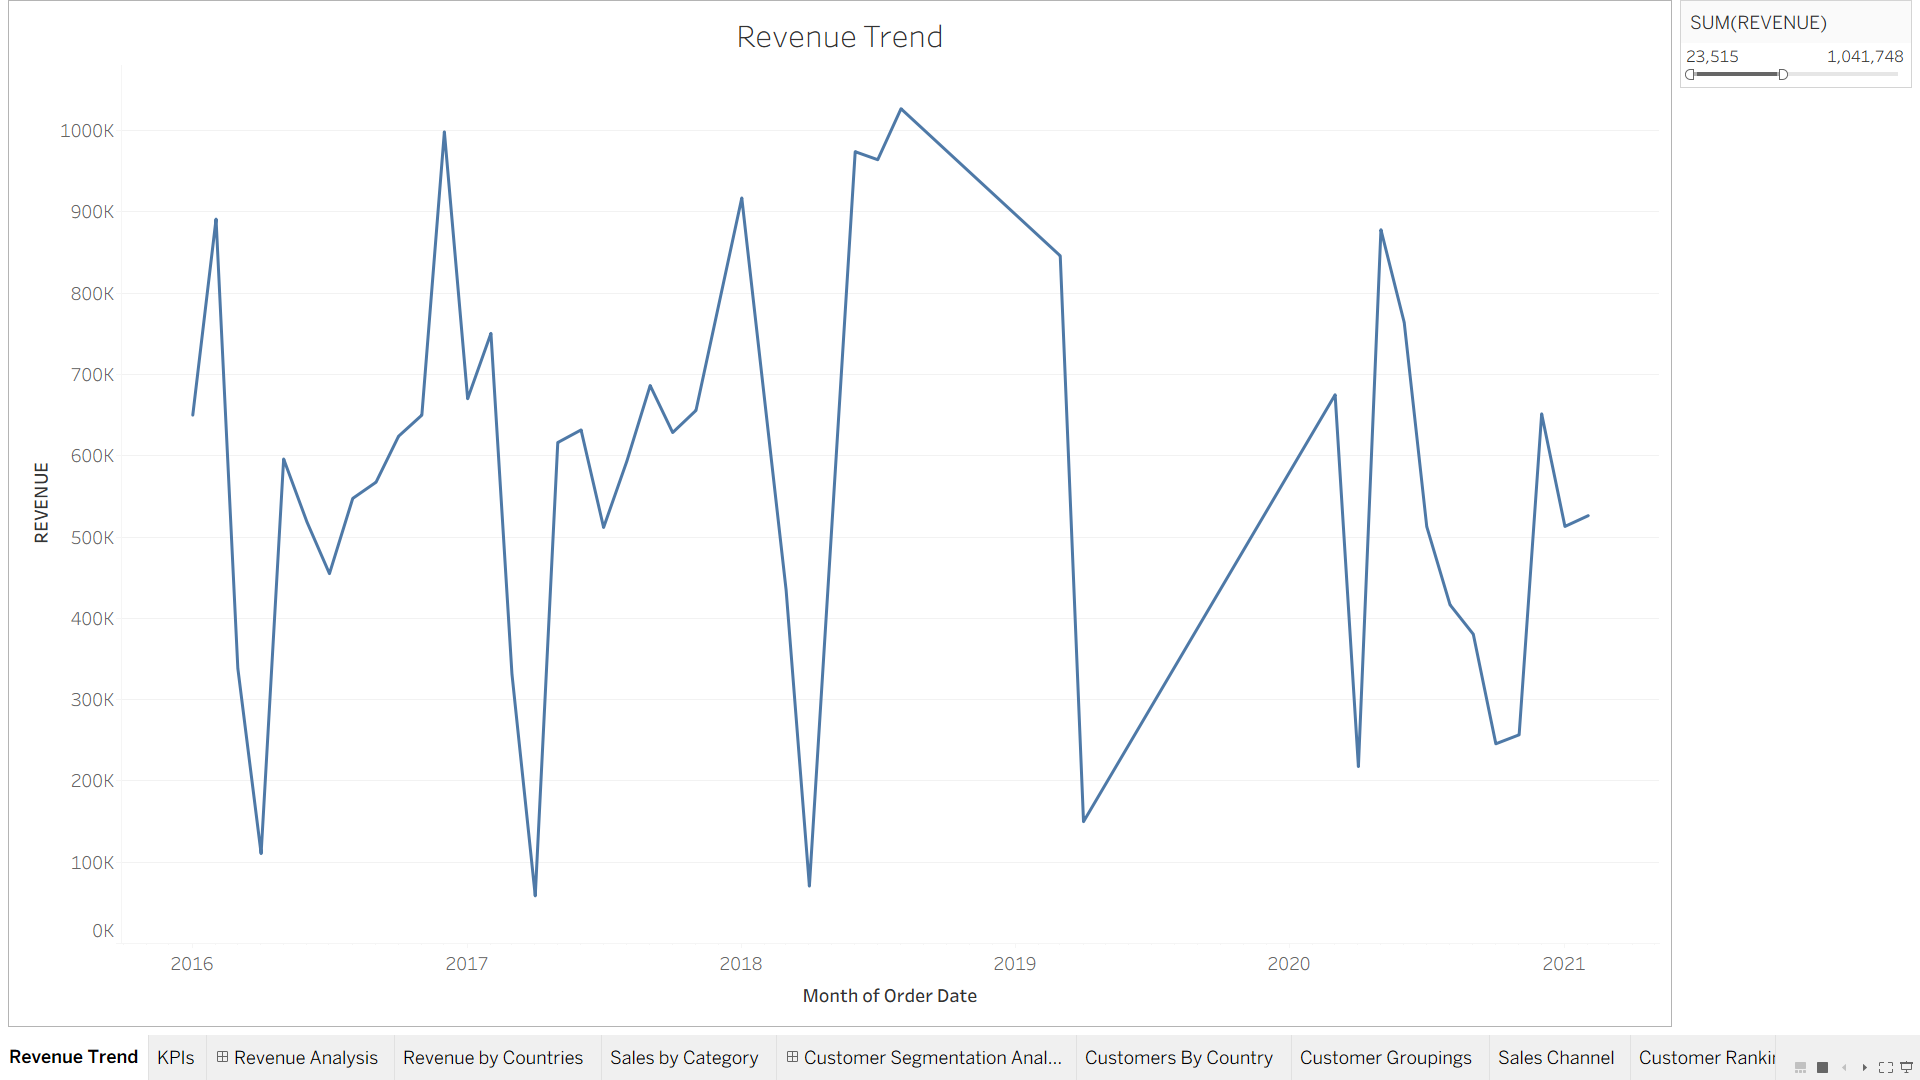 Revenue Trend
SUM(REVENUE)
23,515 1,041,748
1000K
900K
800K
700K
600K
500K
400K
300K
200K
100K
0K
REVENUE
2016 2017 2018 2019 2020 2021
Month of Order Date
Revenue Trend KPIs Revenue Analysis Revenue by Countries Sales by Category Customer Segmentation Anal... Customers By Country Customer Groupings Sales Channel Customer Rankin